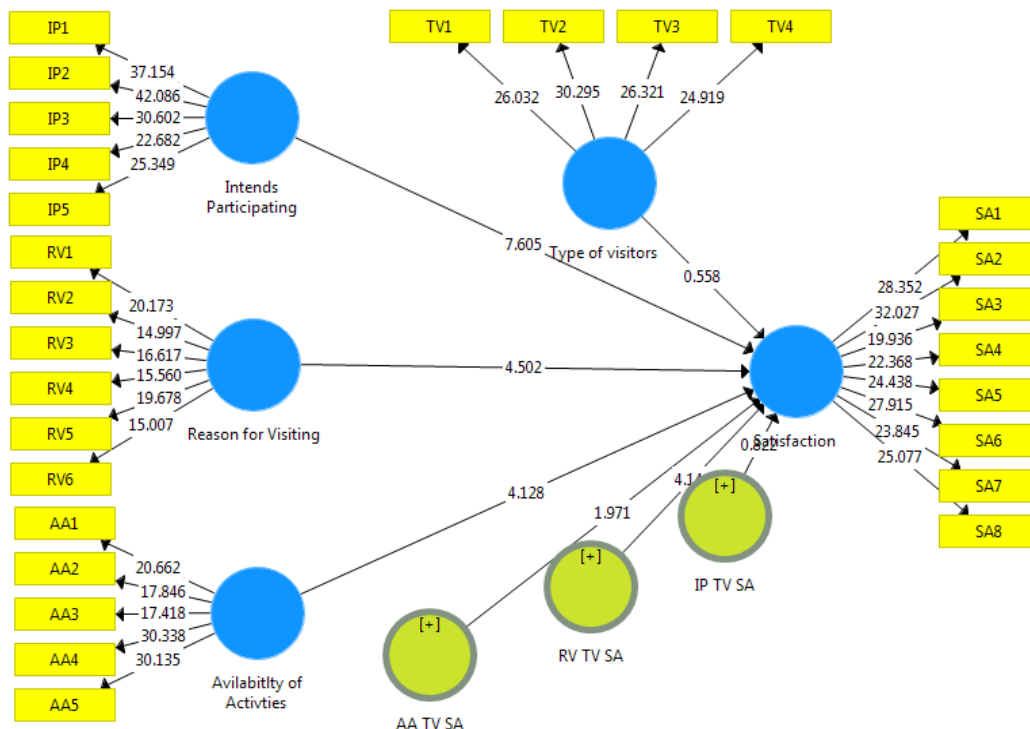 IP1
IP2
IP3
IP4
IP5
37.154
42.086
30.602
22.682
25.349
Intends
Participating
TV1
TV2
TV3
TV4
26.032
30.295
26.321
24.919
Type of visitors
7.605
0.558
RV1
RV2
RV3
RV4
RV5
RV6
20.173
14.997
16.617
15.560
19.678
15.007
Reason for Visiting
4.502
SA1
SA2
SA3
SA4
SA5
SA6
SA7
SA8
28.352
32.027
19.936
22.368
24.438
27.915
23.845
25.077
Satisfaction
0.822
AA1
AA2
AA3
AA4
AA5
20.662
17.846
17.418
30.338
30.135
Avilabitlty of
Activties
4.128
1.971
4.14
[+]
IP TV SA
[+]
RV TV SA
[+]
AA TV SA